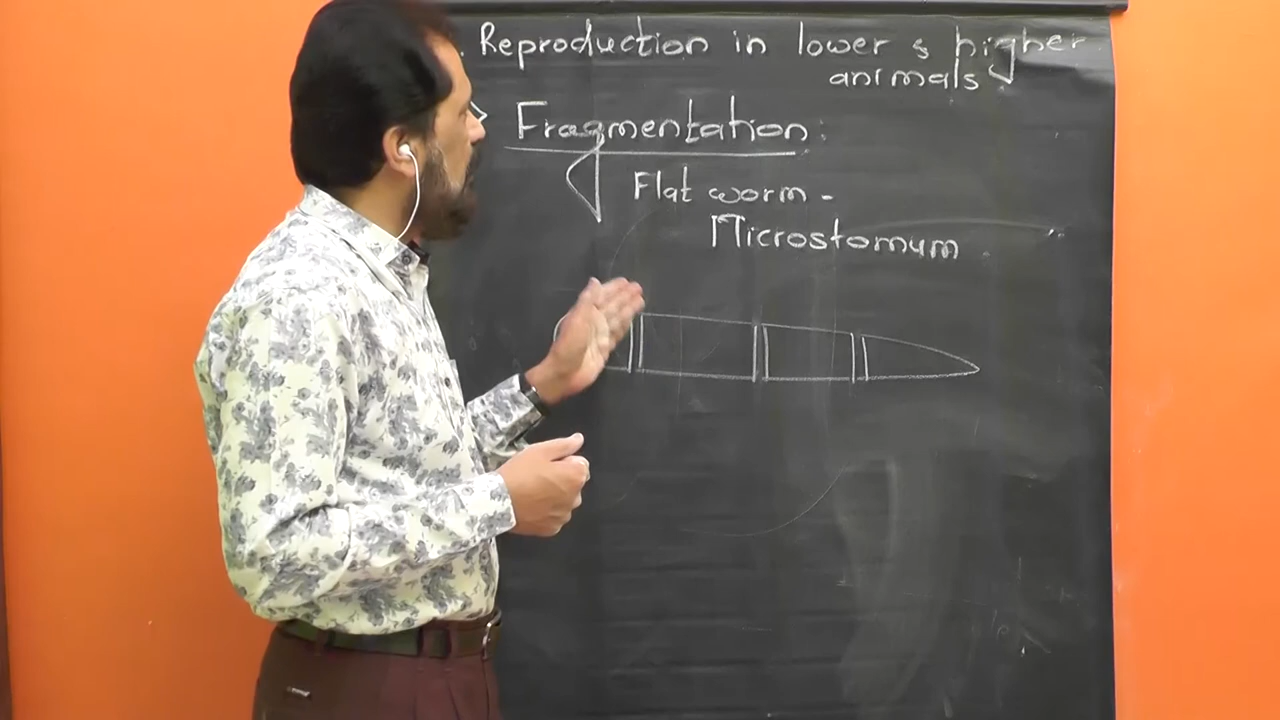 . Reproduction in lower & higher
animals
Fragmentation:
Flat worm -
Microstomum